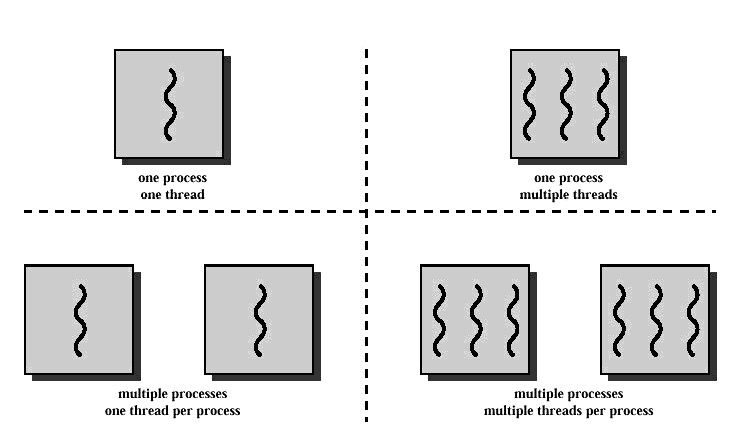 one process
one thread
one process
multiple threads
multiple processes
one thread per process
multiple processes
multiple threads per process